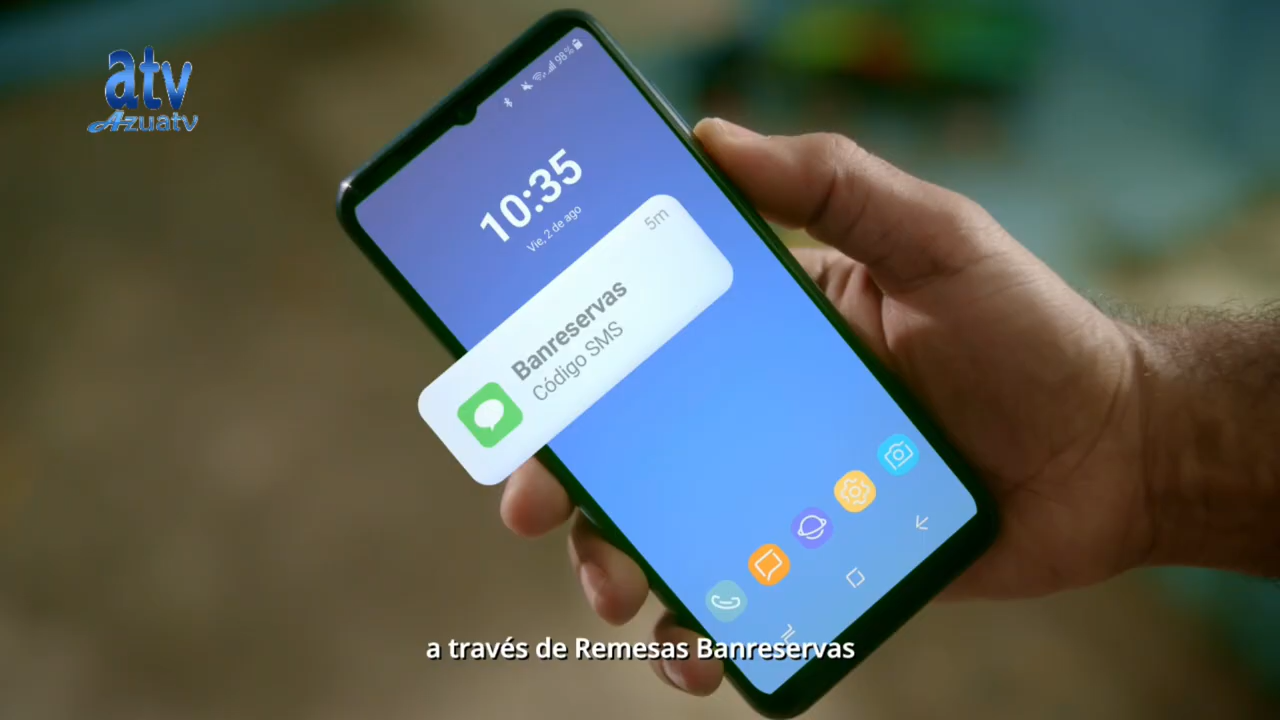 atv
Azuatv
98%
10:35
Vie, 2 de ago
5m
Banreservas
Código SMS
a través de Remesas Banreservas